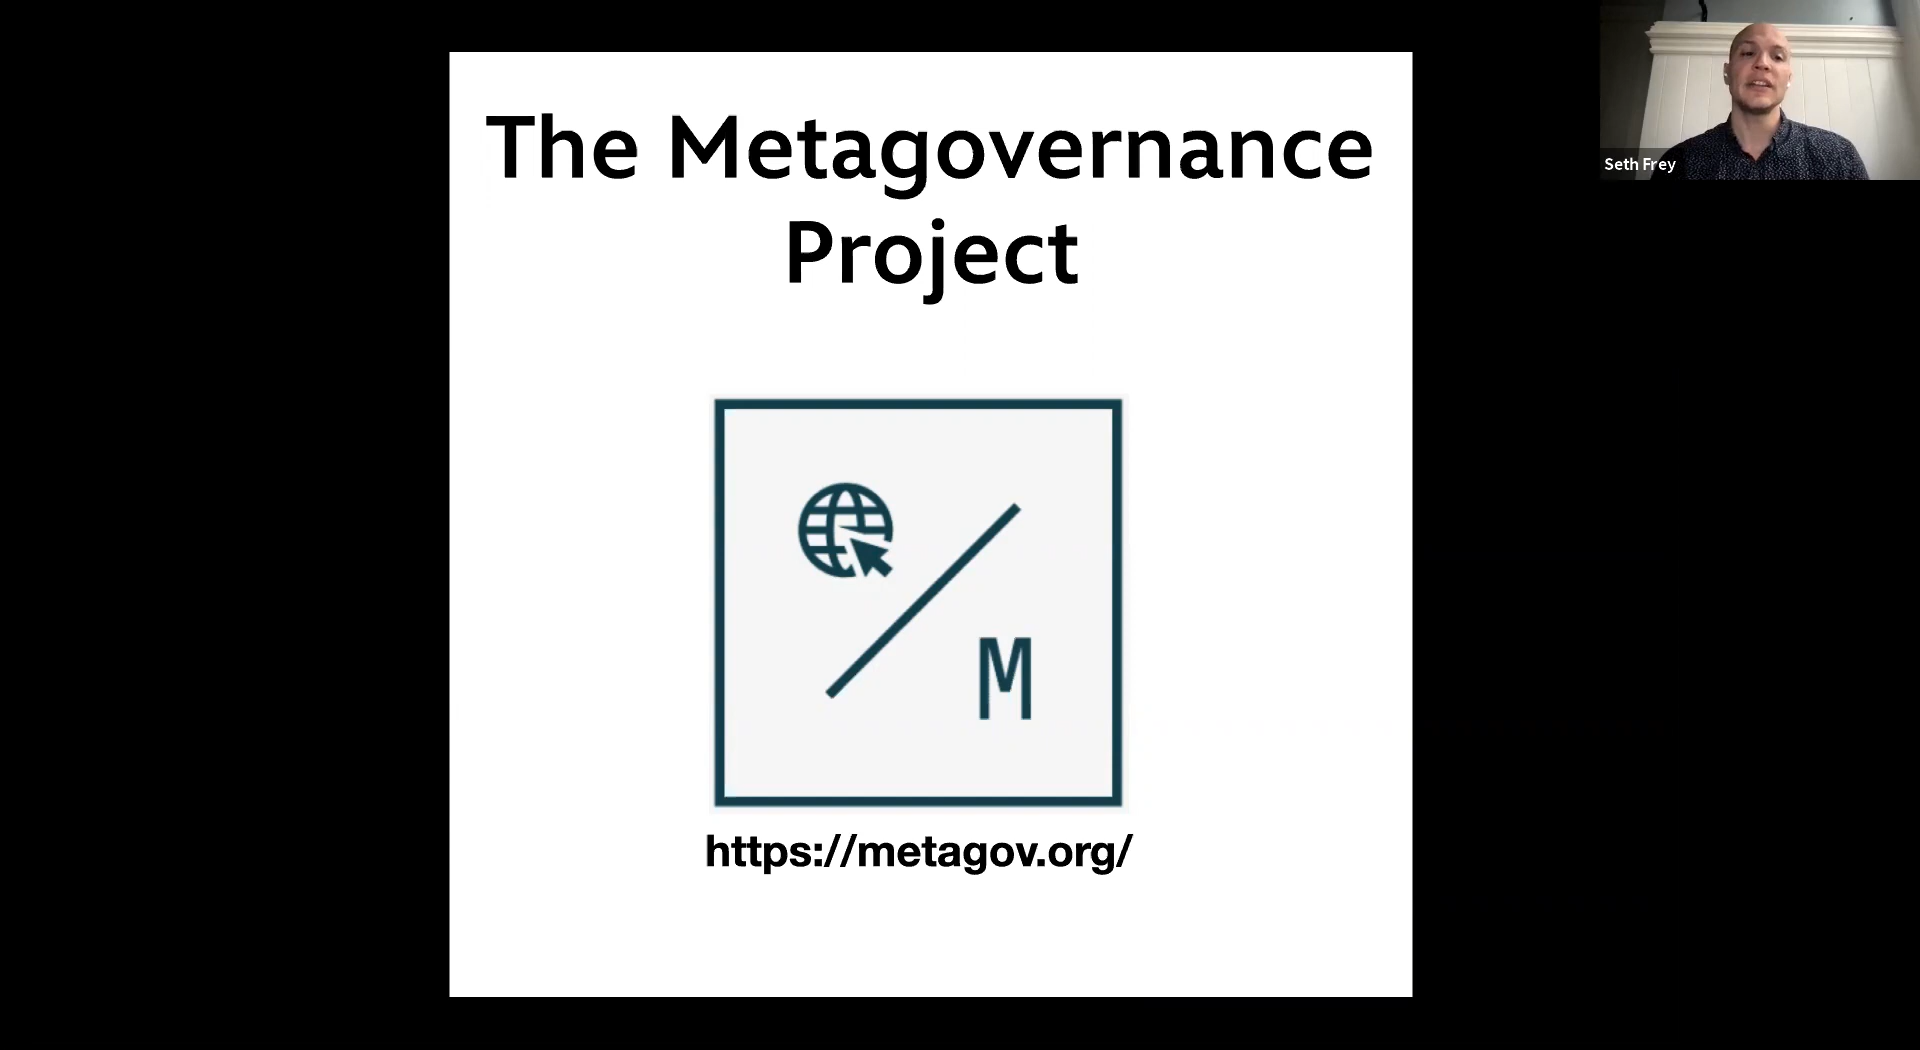 The Metagovernance
Project
M
https://metagov.org/
Seth Frey